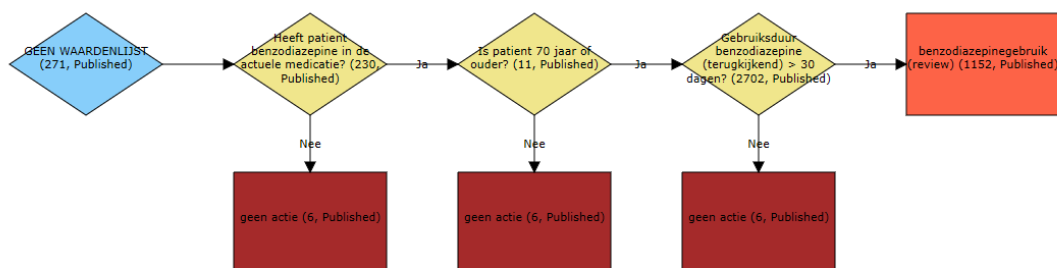 GEEN WAARDENLIJST
(271, Published)
Heeft patient
benzodiazepine in de
actuele medicatie? (230,
Published)
Ja
Is patient 70 jaar of
ouder? (11, Published)
Ja
Gebruiksduur
benzodiazepine
(terugkijkend) > 30
dagen? (2702, Published)
Ja
benzodiazepinegebruik
(review) (1152, Published)
Nee
Nee
Nee
geen actie (6, Published)
geen actie (6, Published)
geen actie (6, Published)